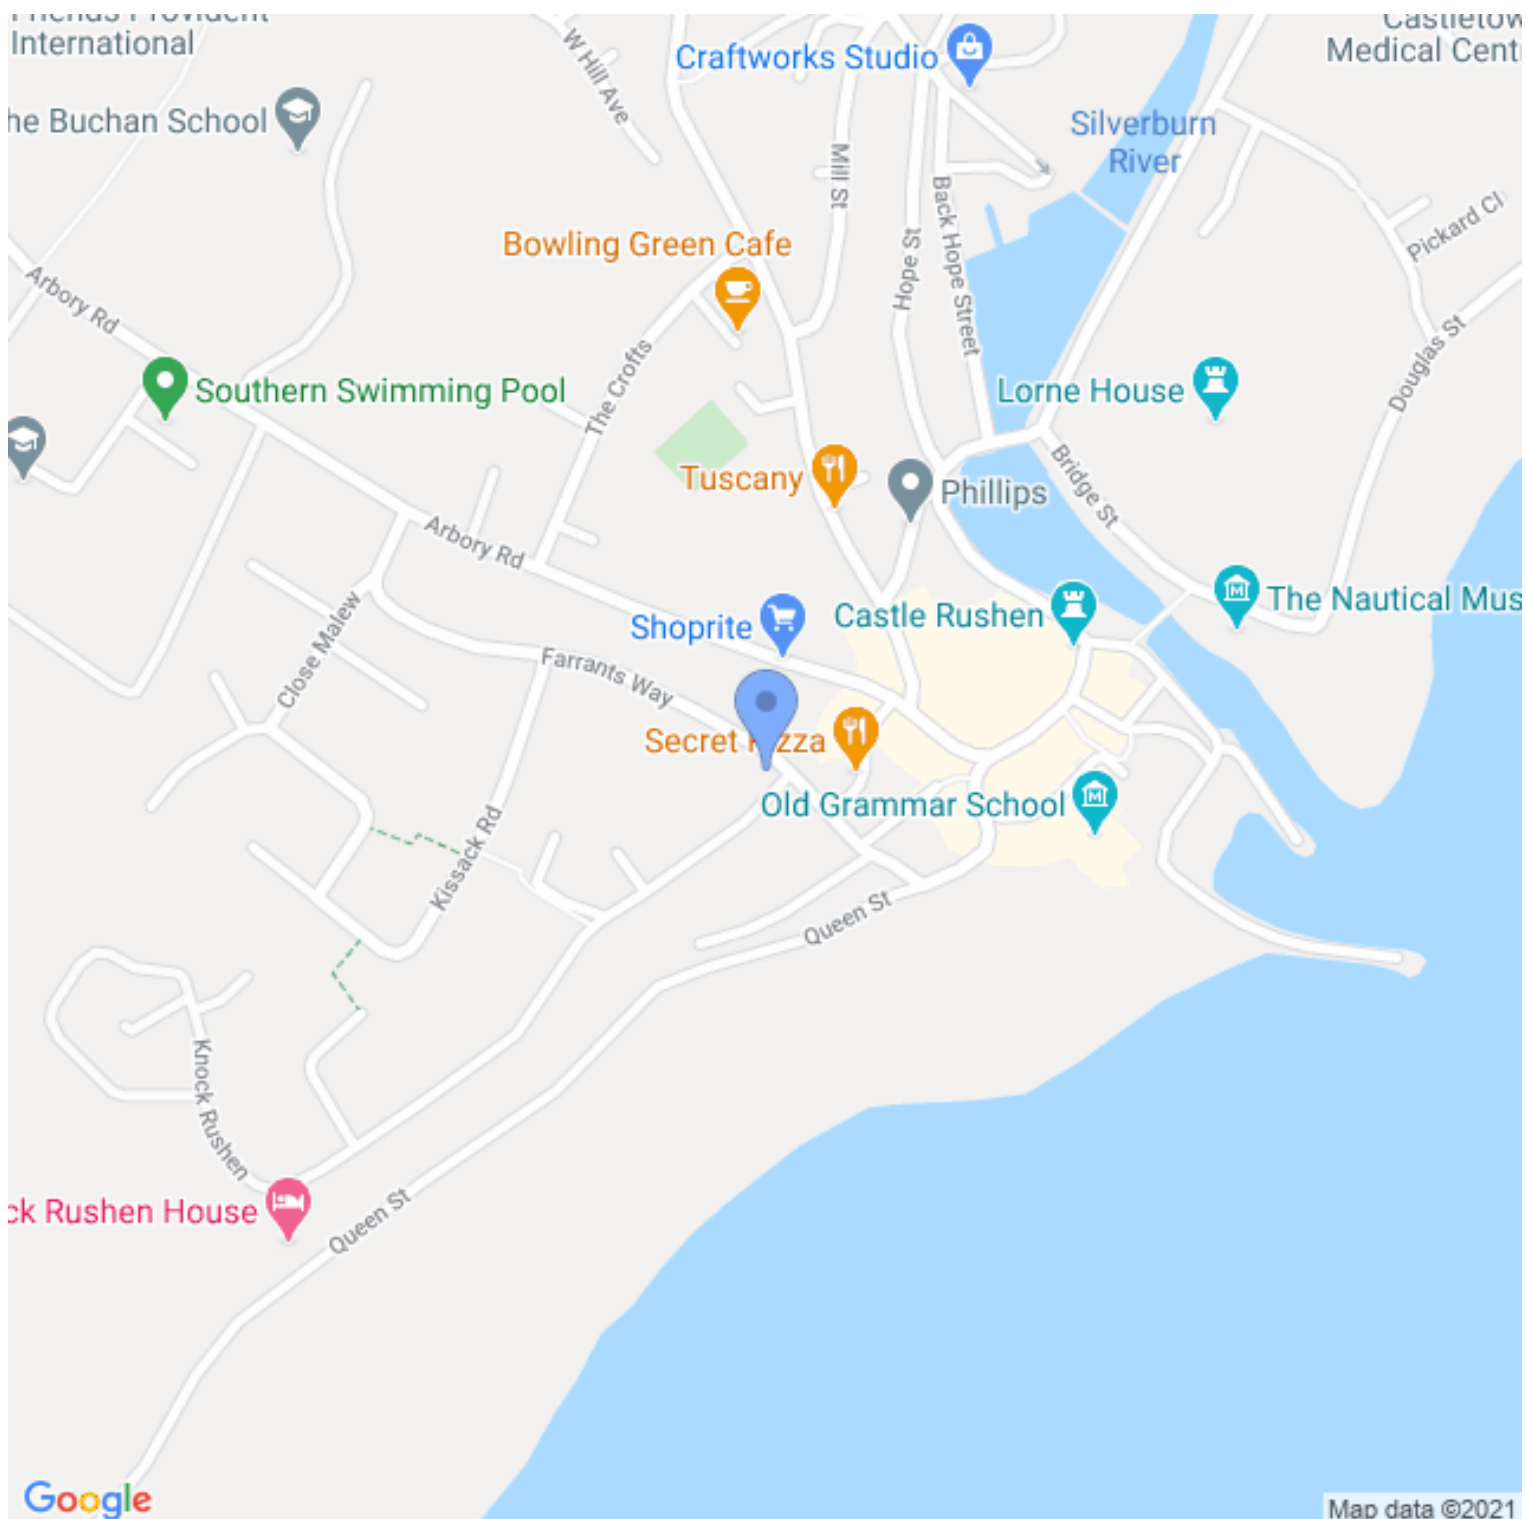 International
Craftworks Studio
Medical Cent
W Hill Ave
he Buchan School
Silverburn
River
Mill St
Back Hope Street
Pickard Cl
Bowling Green Cafe
Hope St
Arbory Rd
Southern Swimming Pool
The Crofts
Lorne House
Douglas St
Tuscany
Phillips
Bridge St
Arbory Rd
Castle Rushen
The Nautical Mus
Shoprite
Close Malew
Farrants Way
Secret
Old Grammar School
Kissack Rd
Queen St
Knock Rushen
ck Rushen House
Queen St
Google
Map data ©2021